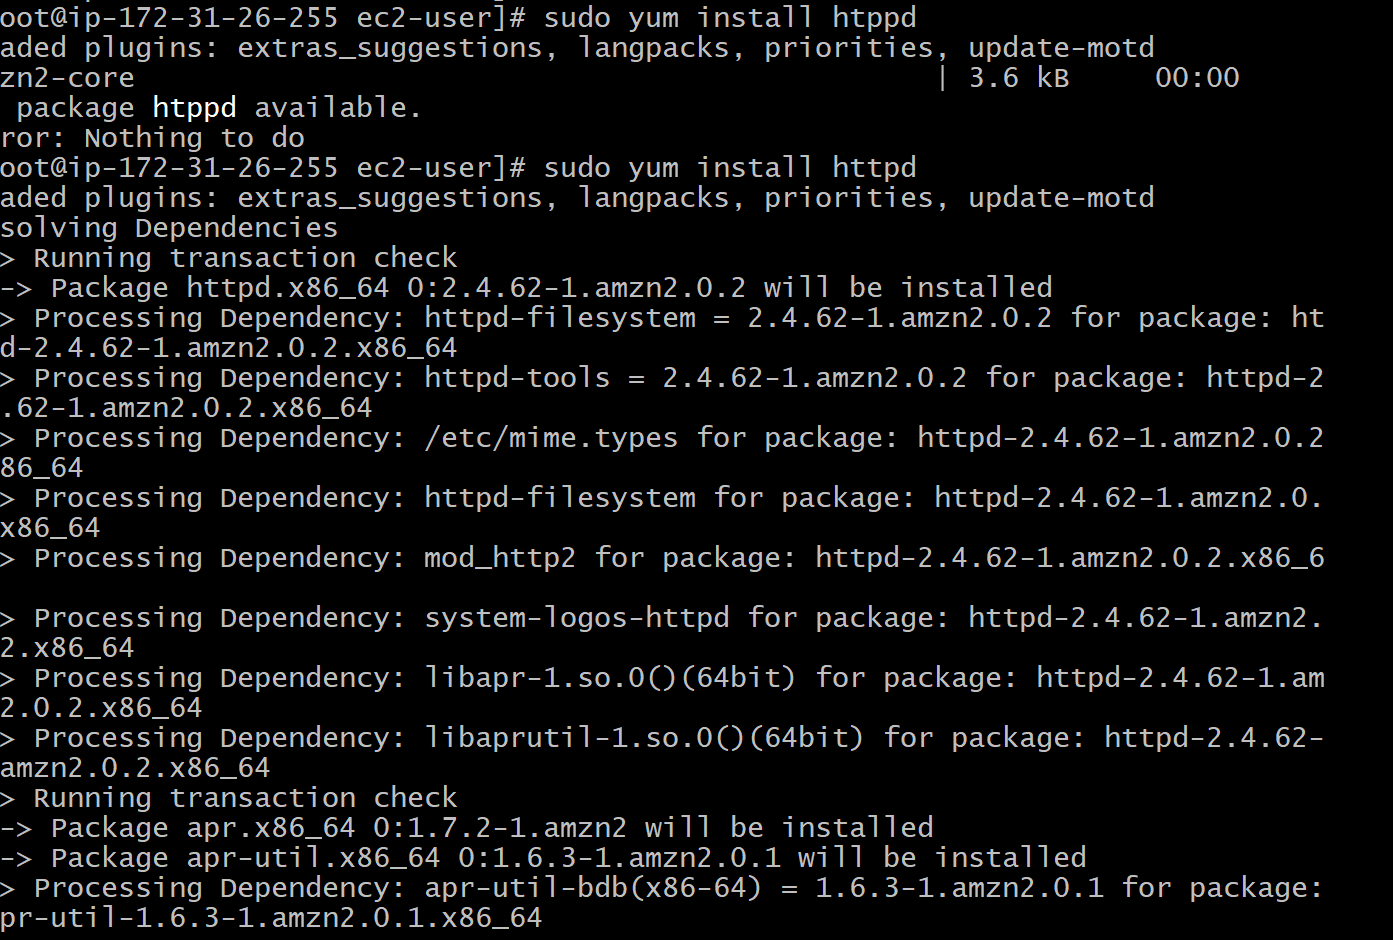 oot@ip-172-31-26-255 ec2-user]# sudo yum install htppd
aded plugins: extras_suggestions, langpacks, priorities, update-motd
zn2-core | 3.6 kB 00:00
package htppd available.
ror: Nothing to do
oot@ip-172-31-26-255 ec2-user]# sudo yum install httpd
aded plugins: extras_suggestions, langpacks, priorities, update-motd
solving Dependencies
> Running transaction check
-> Package httpd.x86_64 0:2.4.62-1.amzn2.0.2 will be installed
> Processing Dependency: httpd-filesystem = 2.4.62-1.amzn2.0.2 for package: ht
d-2.4.62-1.amzn2.0.2.x86_64
> Processing Dependency: httpd-tools = 2.4.62-1.amzn2.0.2 for package: httpd-2
.62-1.amzn2.0.2.x86_64
> Processing Dependency: /etc/mime.types for package: httpd-2.4.62-1.amzn2.0.2
86_64
> Processing Dependency: httpd-filesystem for package: httpd-2.4.62-1.amzn2.0.
x86_64
> Processing Dependency: mod_http2 for package: httpd-2.4.62-1.amzn2.0.2.x86_6
> Processing Dependency: system-logos-httpd for package: httpd-2.4.62-1.amzn2.
2.x86_64
> Processing Dependency: libapr-1.so.0()(64bit) for package: httpd-2.4.62-1.am
2.0.2.x86_64
> Processing Dependency: libaprutil-1.so.0()(64bit) for package: httpd-2.4.62-
amzn2.0.2.x86_64
> Running transaction check
-> Package apr.x86_64 0:1.7.2-1.amzn2 will be installed
-> Package apr-util.x86_64 0:1.6.3-1.amzn2.0.1 will be installed
> Processing Dependency: apr-util-bdb(x86-64) = 1.6.3-1.amzn2.0.1 for package:
pr-util-1.6.3-1.amzn2.0.1.x86_64